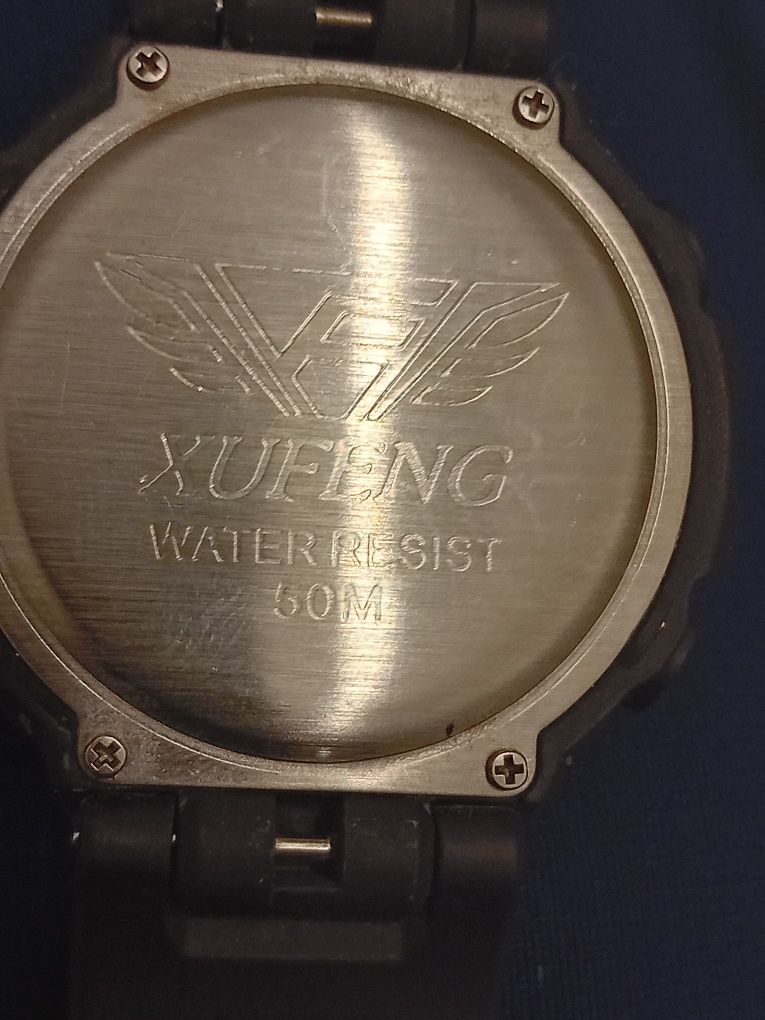 XUFENG
WATER RESIST
50M